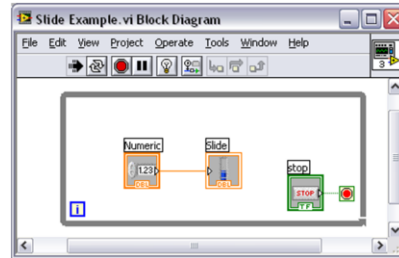 Slide Example.vi Block Diagram
File Edit View Project Operate Tools Window Help
3
Numeric Slide
1.23
DBL DBL
stop
STOP
TF
i